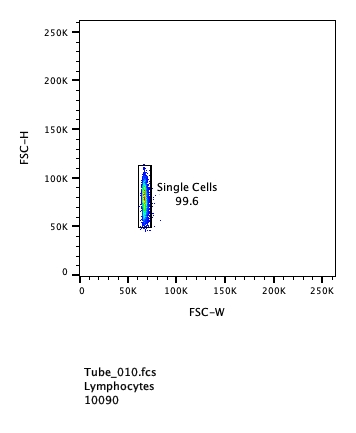 250K
200K
150K
100K
50K
0
FSC-H
Single Cells
99.6
0 50K 100K 150K 200K 250K
FSC-W
Tube_010.fcs
Lymphocytes
10090